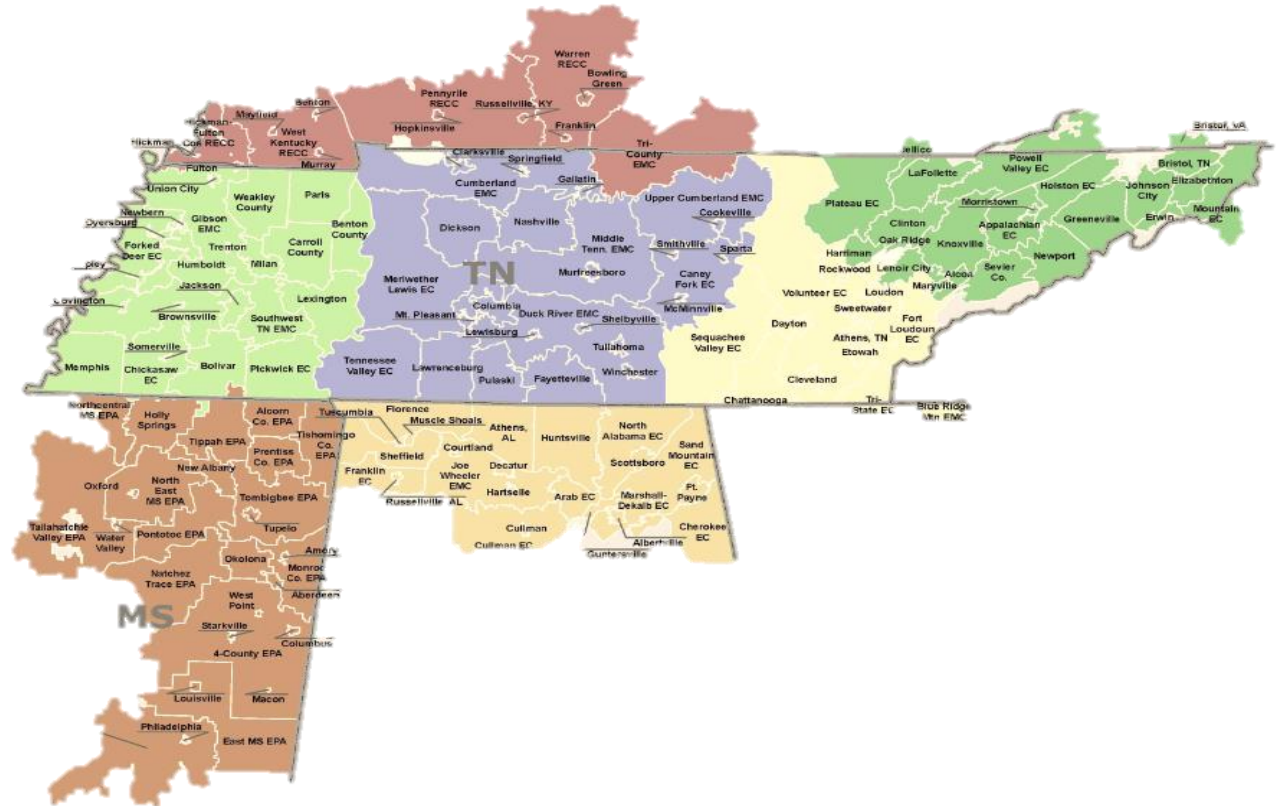 Warren
RECC
Bowling
Green
Pennyrile
RECC
Russellville, KY
Hopkinsville
Franklin
Tri-
County
EMC
Benton
Mayfield
Hickman-
Fulton
Cos RECC
West
Kentucky
RECC
Hickman
Murray
Fulton
Union City
Weakley
County
Paris
Newbern
Gibson
EMC
Benton
County
Dyersburg
Forked
Deer EC
Trenton
Carroll
County
Humboldt
Milan
pley
Jackson
Lexington
Covington
Brownsville
Southwest
TN EMC
Somerville
Memphis
Chickasaw
EC
Bolivar
Pickwick EC
Clarksville
Springfield
Cumberland
EMC
Gallatin
Upper Cumberland EMC
Cookeville
Dickson
Nashville
Middle
Tenn. EMC
Smithville
Sparta
Murfreesboro
Meriwether
Lewis EC
TN
Caney
Fork EC
Columbia
McMinnville
Mt. Pleasant
Duck River EMC
Shelbyville
Lewisburg
Tullahoma
Tennessee
Valley EC
Lawrenceburg
Pulaski
Fayetteville
Winchester
Bristol, VA
Jellico
LaFollette
Powell
Valley EC
Bristol, TN
Elizabethton
Holston EC
Johnson
City
Plateau EC
Morristown
Mountain
EC
Clinton
Appalachian
EC
Greeneville
Erwin
Oak Ridge
Knoxville
Harriman
Newport
Rockwood
Lenoir City
Alcoa
Sevier
Co.
Maryville
Volunteer EC
Loudon
Sweetwater
Dayton
Fort
Loudoun
EC
Sequachee
Valley EC
Athens, TN
Etowah
Cleveland
Chattanooga
Tri-
State EC
Blue Ridge
Mtn EMC
Northcentral
MS EPA
Holly
Springs
Alcorn
Co. EPA
Tippah EPA
Tishomingo
Co.
EPA
Prentiss
Co. EPA
New Albany
Oxford
North
East
MS EPA
Tombigbee EPA
Tallahatchie
Valley EPA
Water
Valley
Pontotoc EPA
Tupelo
Okolona
Amory
Natchez
Trace EPA
Monroe
Co. EPA
Aberdeen
MS
West
Point
Starkville
Columbus
4-County EPA
Louisville
Macon
Philadelphia
East MS EPA
Tuscumbia
Florence
Muscle Shoals
Athens,
AL
Huntsville
North
Alabama EC
Sheffield
Courtland
Sand
Mountain
EC
Franklin
EC
Joe
Wheeler
EMC
Decatur
Scottsboro
Russellville, AL
Hartselle
Arab EC
Marshall-
Dekalb EC
Ft.
Payne
Cullman
Cherokee
EC
Cullman EC
Albertville
Guntersville